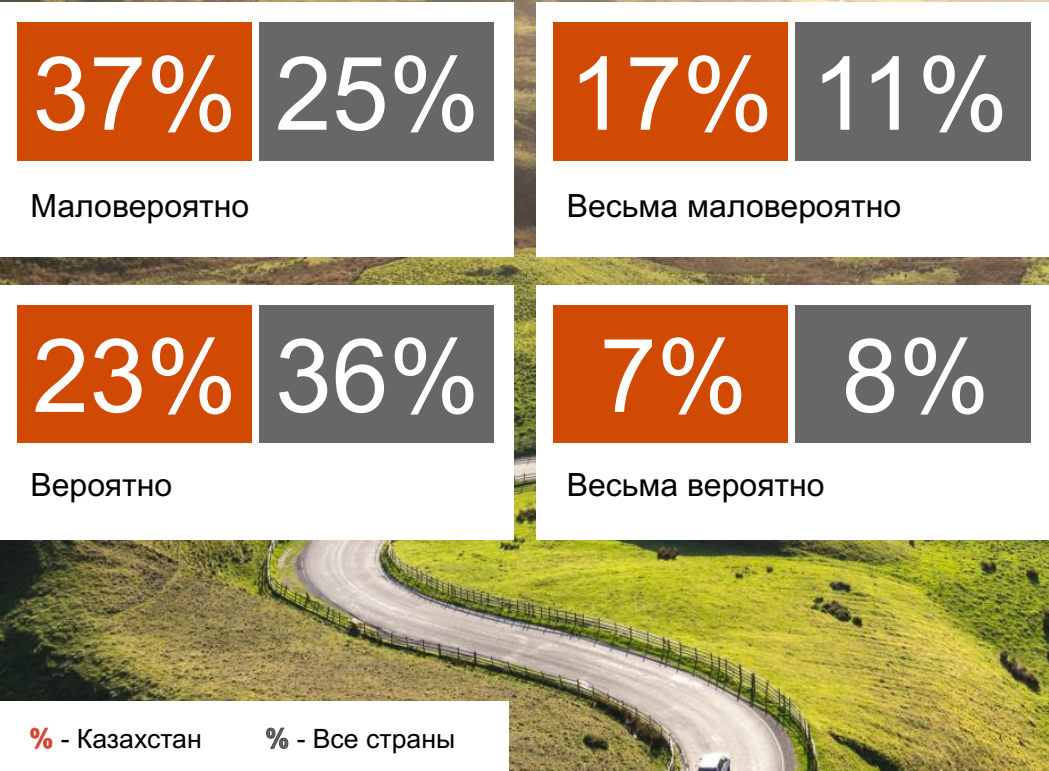 37% 25%
17% 11%
Маловероятно
Весьма маловероятно
23% 36%
7% 8%
Вероятно
Весьма вероятно
% - Казахстан
% - Все страны